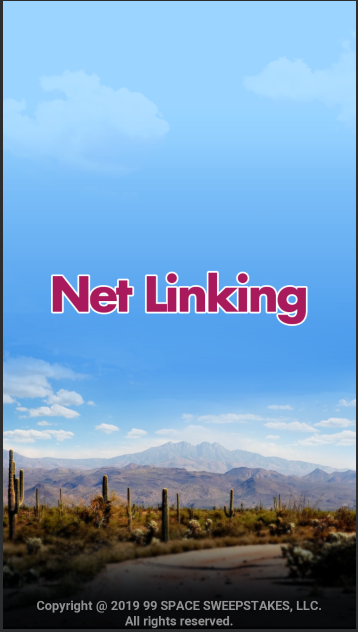 Net Linking
Copyright @ 2019 99 SPACE SWEEPSTAKES, LLC.
All rights reserved.